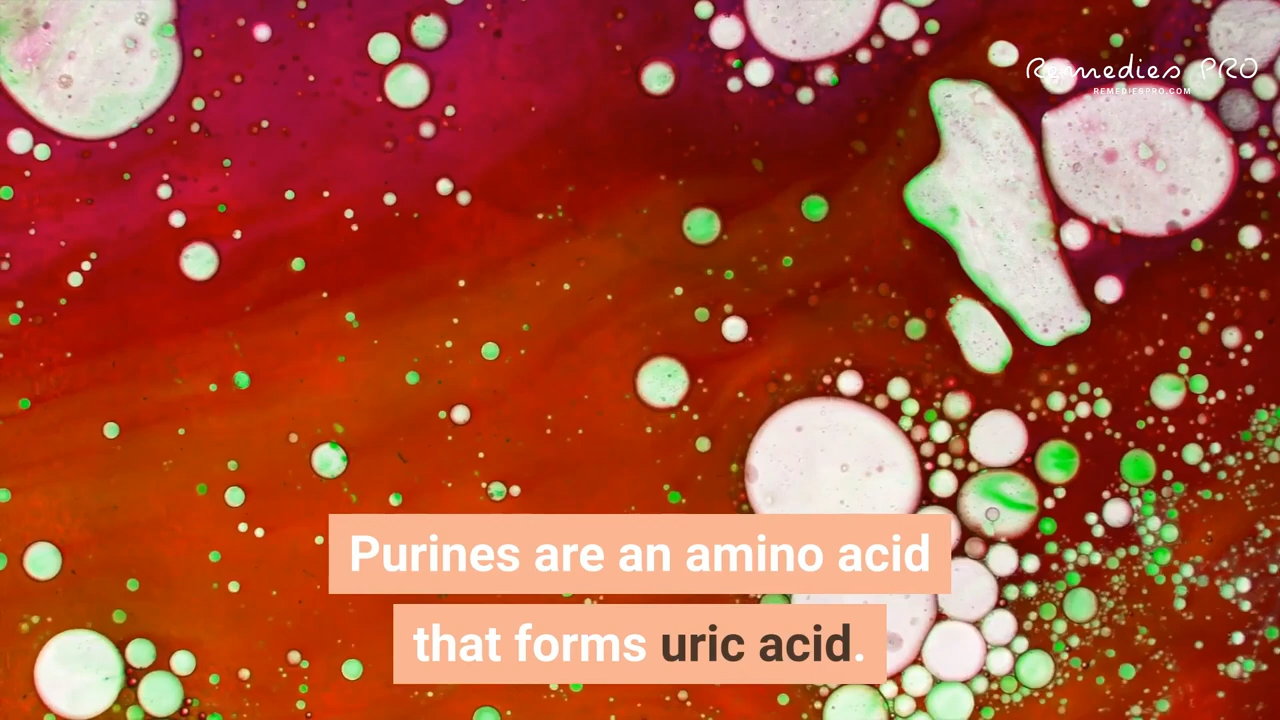 Remedies PRO
REMEDIESPRO.COM
Purines are an amino acid
that forms uric acid.